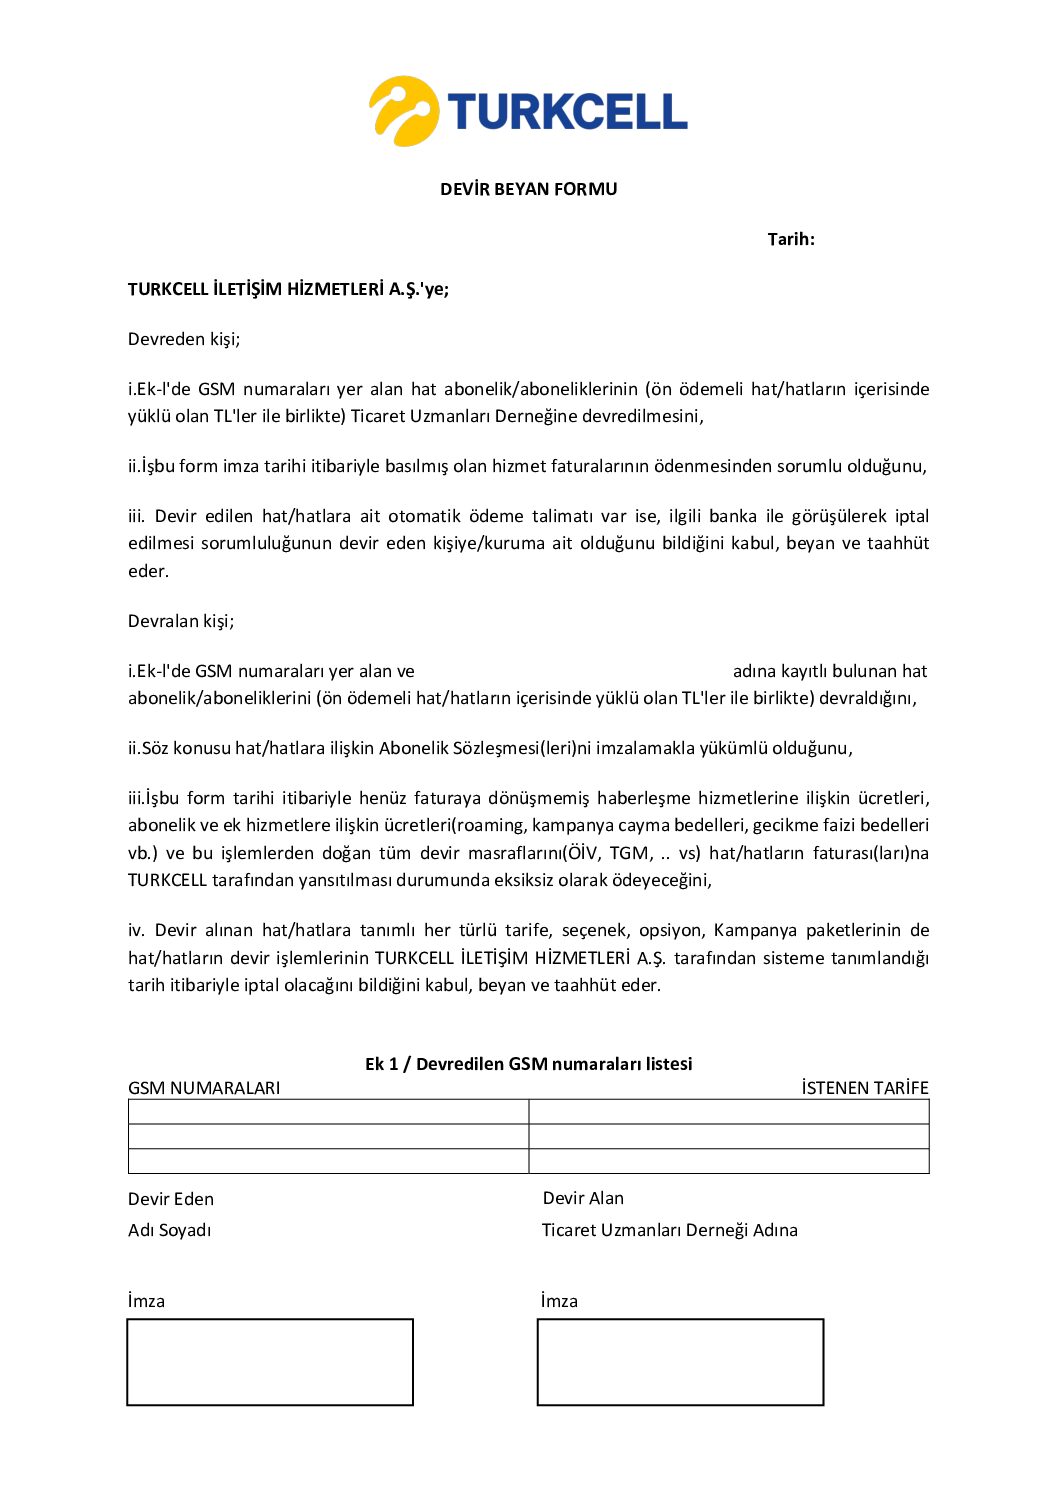 TURKCELL
DEVİR BEYAN FORMU
Tarih:
TURKCELL İLETİŞİM HİZMETLERİ A.Ş.'ye;
Devreden kişi;
i.Ek-l'de GSM numaraları yer alan hat abonelik/aboneliklerinin (ön ödemeli hat/hatların içerisinde
yüklü olan TL'ler ile birlikte) Ticaret Uzmanları Derneğine devredilmesini,
ii.İşbu form imza tarihi itibariyle basılmış olan hizmet faturalarının ödenmesinden sorumlu olduğunu,
iii. Devir edilen hat/hatlara ait otomatik ödeme talimatı var ise, ilgili banka ile görüşülerek iptal
edilmesi sorumluluğunun devir eden kişiye/kuruma ait olduğunu bildiğini kabul, beyan ve taahhüt
eder.
Devralan kişi;
i.Ek-l'de GSM numaraları yer alan ve adına kayıtlı bulunan hat
abonelik/aboneliklerini (ön ödemeli hat/hatların içerisinde yüklü olan TL'ler ile birlikte) devraldığını,
ii.Söz konusu hat/hatlara ilişkin Abonelik Sözleşmesi(leri)ni imzalamakla yükümlü olduğunu,
iii.İşbu form tarihi itibariyle henüz faturaya dönüşmemiş haberleşme hizmetlerine ilişkin ücretleri,
abonelik ve ek hizmetlere ilişkin ücretleri(roaming, kampanya cayma bedelleri, gecikme faizi bedelleri
vb.) ve bu işlemlerden doğan tüm devir masraflarını(ÖİV, TGM, .. vs) hat/hatların faturası(ları)na
TURKCELL tarafından yansıtılması durumunda eksiksiz olarak ödeyeceğini,
iv. Devir alınan hat/hatlara tanımlı her türlü tarife, seçenek, opsiyon, Kampanya paketlerinin de
hat/hatların devir işlemlerinin TURKCELL İLETİŞİM HİZMETLERİ A.Ş. tarafından sisteme tanımlandığı
tarih itibariyle iptal olacağını bildiğini kabul, beyan ve taahhüt eder.
Ek 1 / Devredilen GSM numaraları listesi
GSM NUMARALARI İSTENEN TARİFE
Devir Eden Devir Alan
Adı Soyadı Ticaret Uzmanları Derneği Adına
İmza İmza